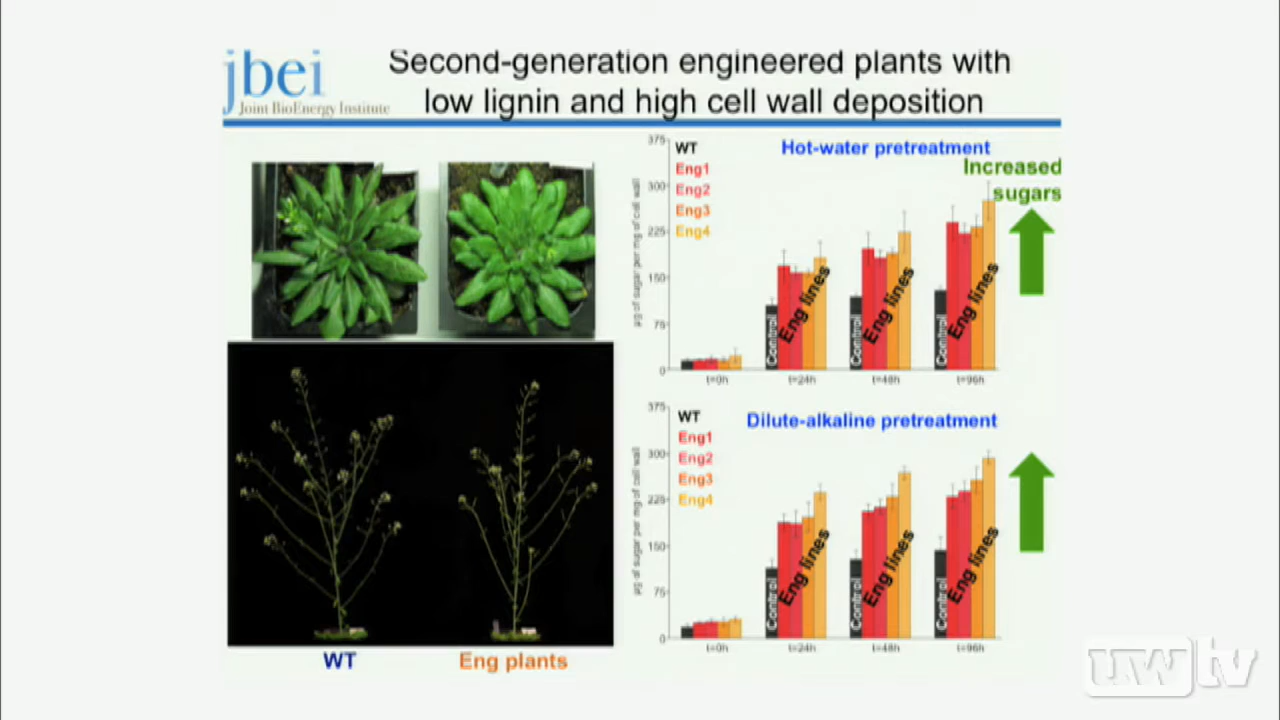 jbei
Joint BioEnergy Institute
Second-generation engineered plants with
low lignin and high cell wall deposition
WT
Eng plants
Hot-water pretreatment
Increased
sugars
WT
Eng1
Eng2
Eng3
Eng4
µg of sugar per mg of cell wall
375
300
225
150
75
0
Control
Eng lines
Control
Eng lines
Control
Eng lines
t=0h
t=24h
t=48h
t=96h
Dilute-alkaline pretreatment
WT
Eng1
Eng2
Eng3
Eng4
µg of sugar per mg of cell wall
375
300
225
150
75
0
Control
Eng lines
Control
Eng lines
Control
Eng lines
t=0h
t=24h
t=48h
t=96h
uwtv